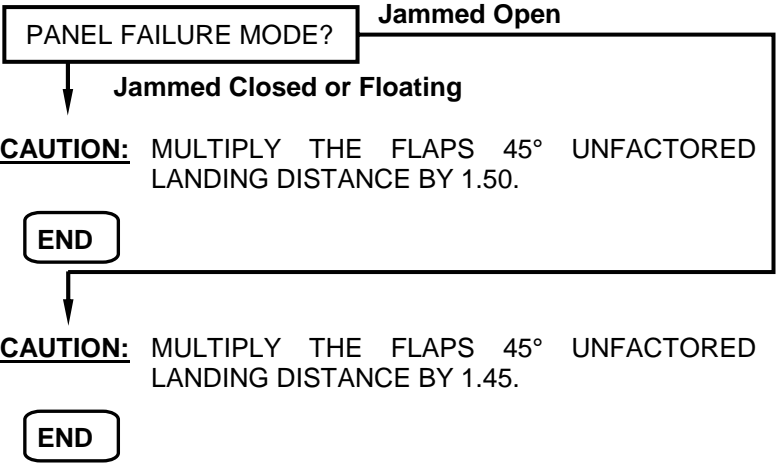 Jammed Open
PANEL FAILURE MODE?
Jammed Closed or Floating
CAUTION: MULTIPLY THE FLAPS 45° UNFACTORED
LANDING DISTANCE BY 1.50.
END
CAUTION: MULTIPLY THE FLAPS 45° UNFACTORED
LANDING DISTANCE BY 1.45.
END